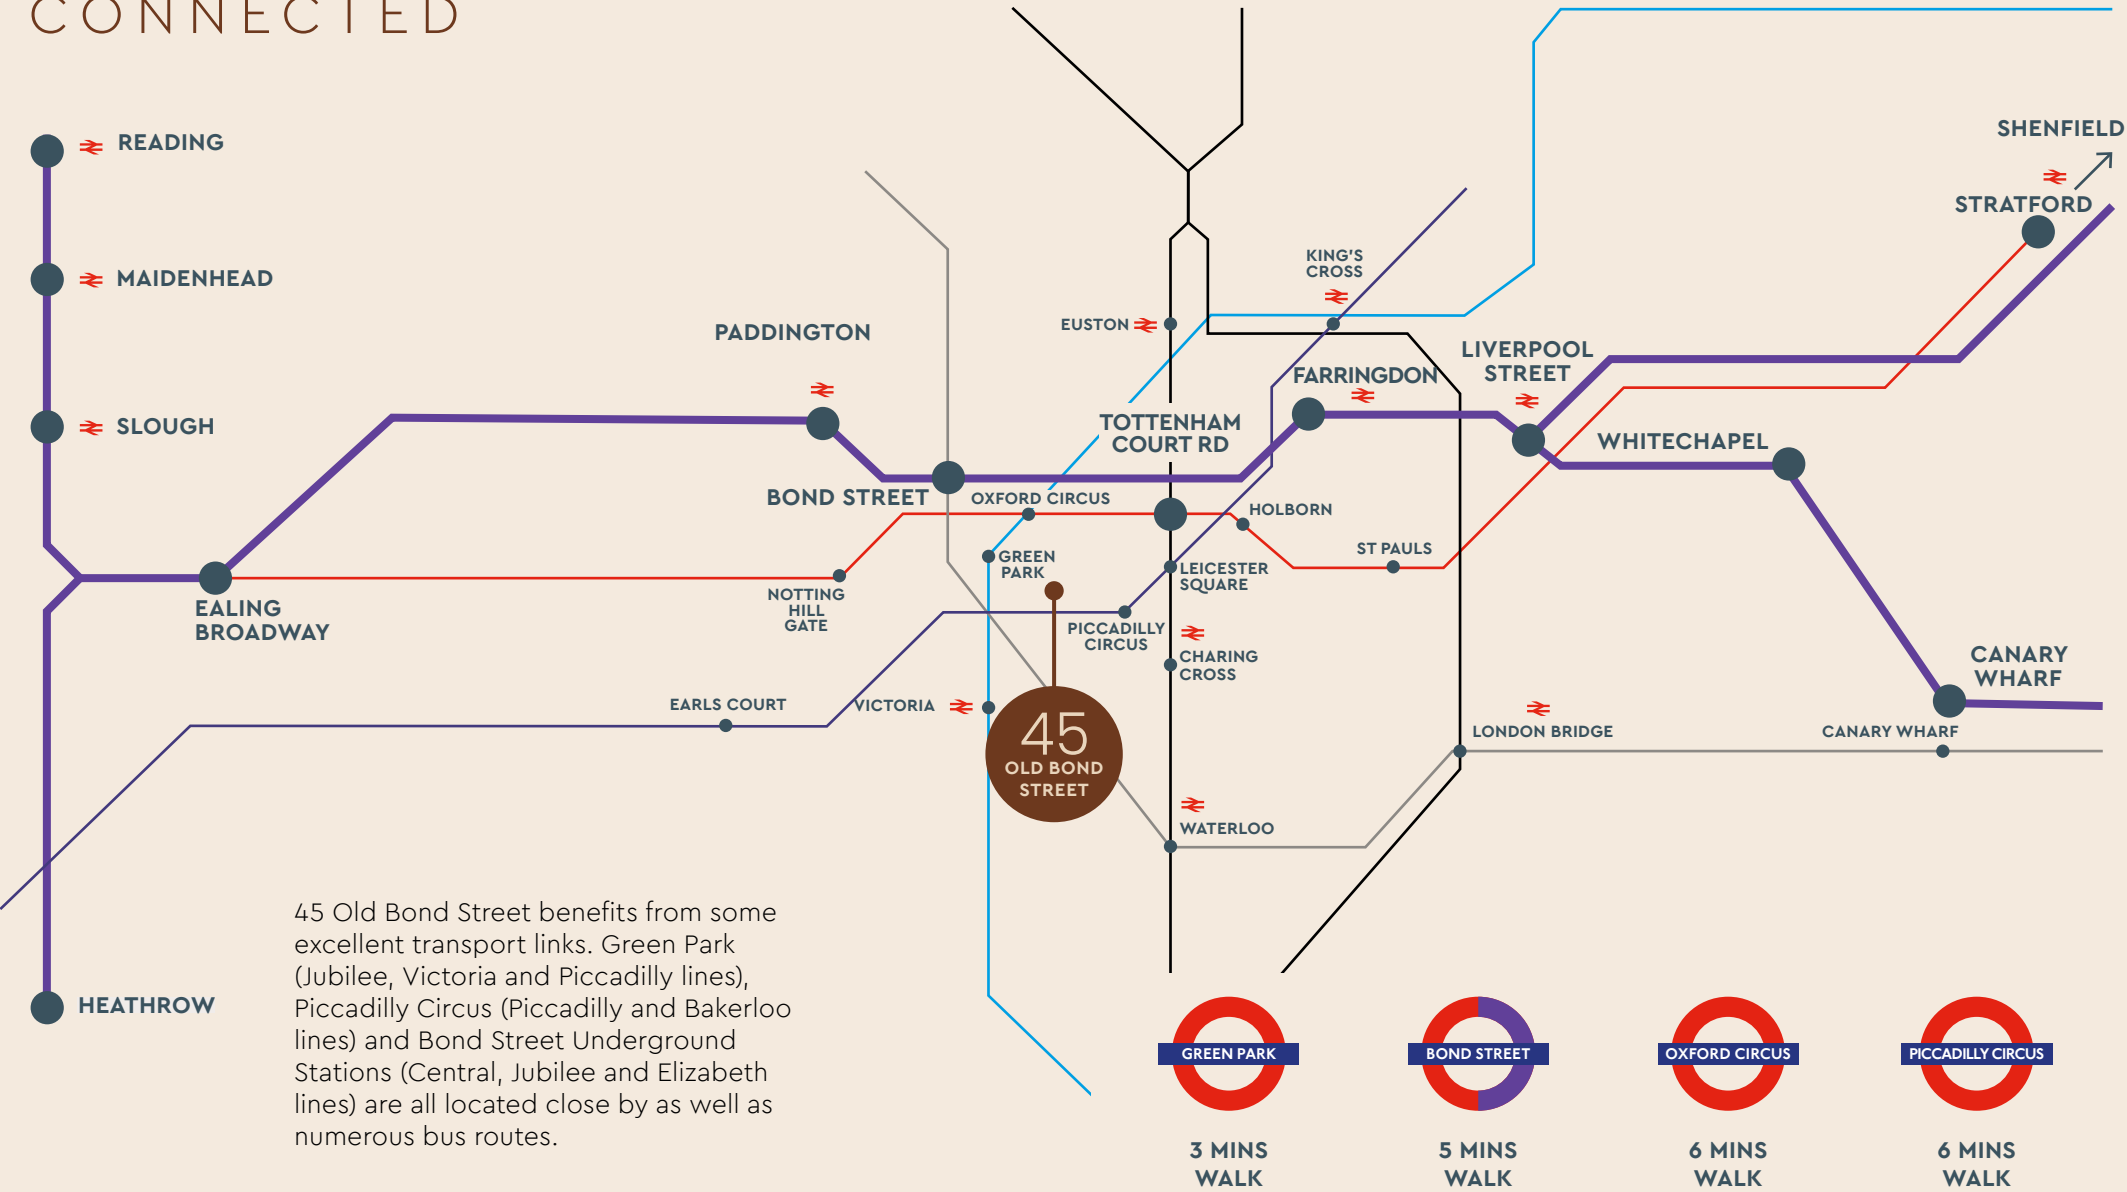 CONNECTED
READING
MAIDENHEAD
SLOUGH
HEATHROW
EALING
BROADWAY
PADDINGTON
BOND STREET
OXFORD CIRCUS
TOTTENHAM
COURT RD
EUSTON
KING'S
CROSS
FARRINGDON
LIVERPOOL
STREET
WHITECHAPEL
SHENFIELD
STRATFORD
HOLBORN
ST PAULS
GREEN
PARK
LEICESTER
SQUARE
NOTTING
HILL
GATE
PICCADILLY
CIRCUS
CHARING
CROSS
EARLS COURT
VICTORIA
45
OLD BOND
STREET
WATERLOO
LONDON BRIDGE
CANARY
WHARF
CANARY WHARF
45 Old Bond Street benefits from some
excellent transport links. Green Park
(Jubilee, Victoria and Piccadilly lines),
Piccadilly Circus (Piccadilly and Bakerloo
lines) and Bond Street Underground
Stations (Central, Jubilee and Elizabeth
lines) are all located close by as well as
numerous bus routes.
GREEN PARK
3 MINS
WALK
BOND STREET
5 MINS
WALK
OXFORD CIRCUS
6 MINS
WALK
PICCADILLY CIRCUS
6 MINS
WALK